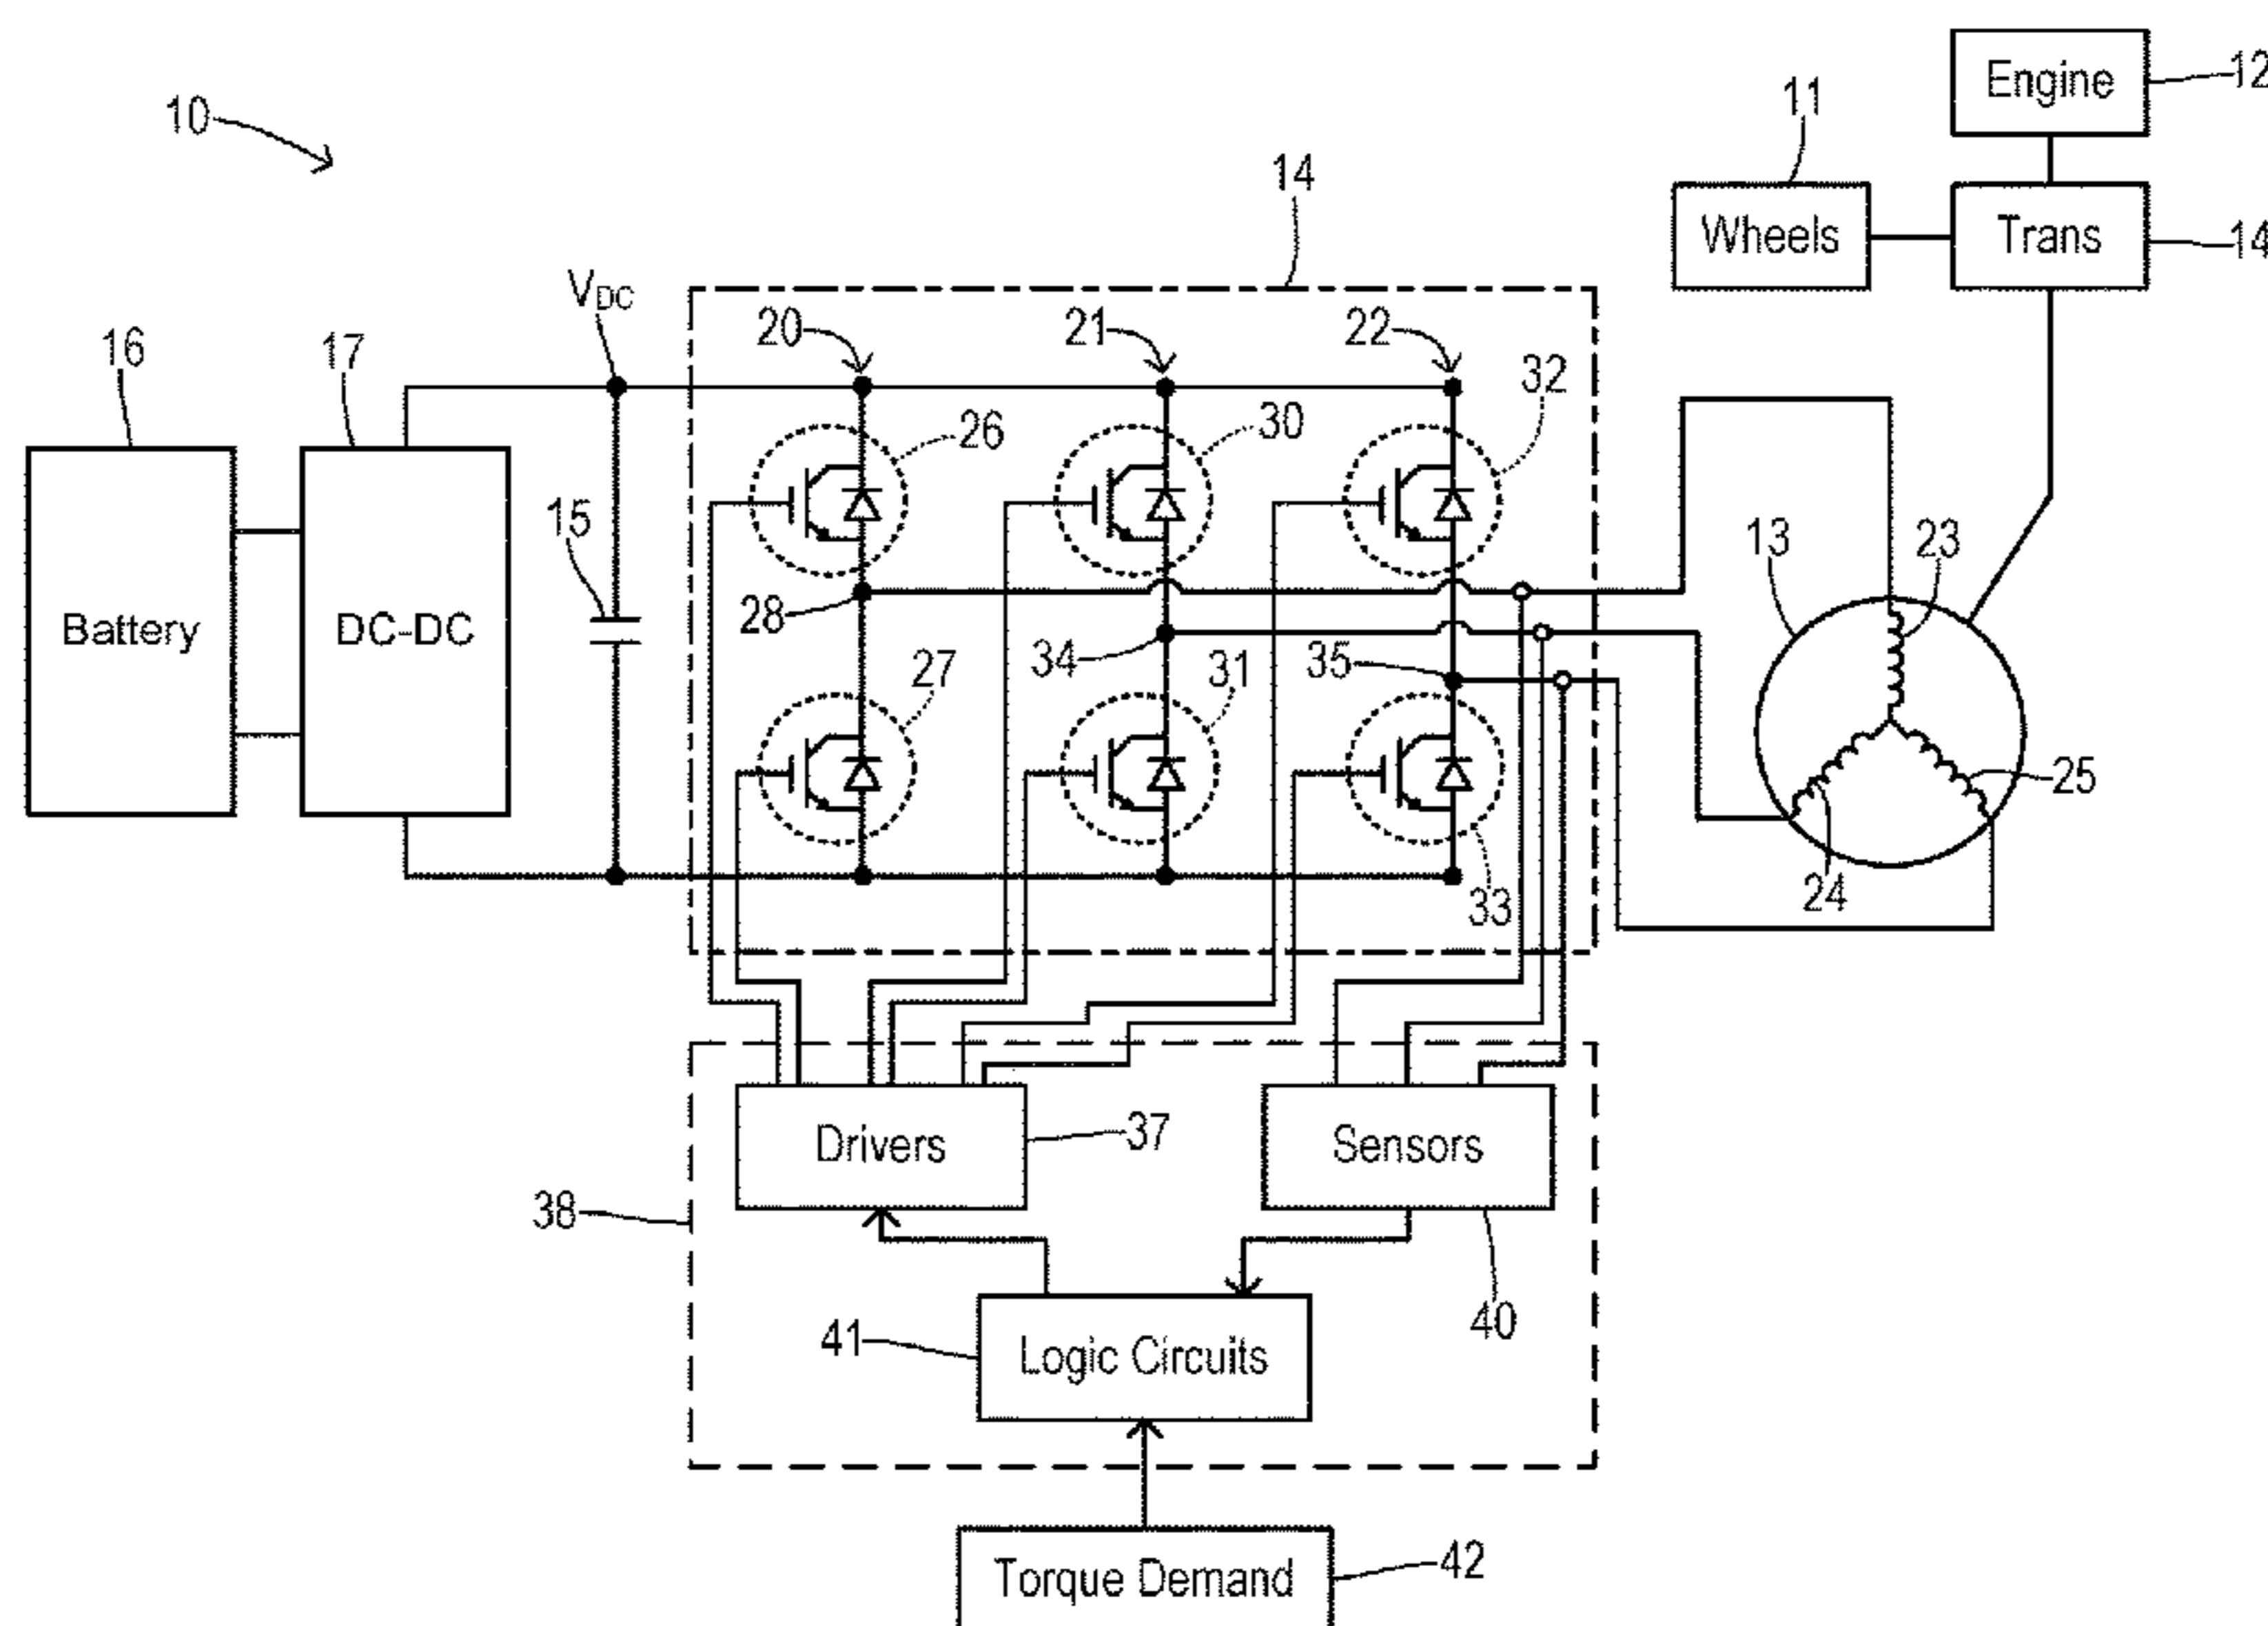 10
Engine
12
11
Wheels
Trans
14
14
V_DC
20
21
22
16
17
15
26
30
32
Battery
DC-DC
28
34
35
27
31
33
13
23
24
25
Drivers
37
Sensors
38
40
41
Logic Circuits
Torque Demand
42